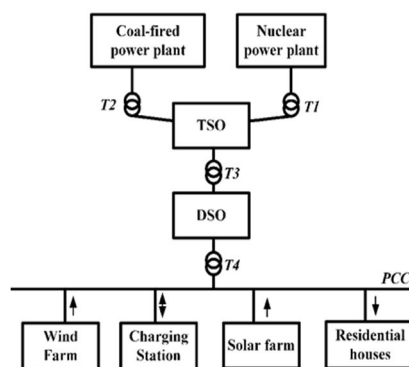 Coal-fired
power plant
Nuclear
power plant
T2
T1
TSO
T3
DSO
T4
PCC
Wind
Farm
Charging
Station
Solar farm
Residential
houses